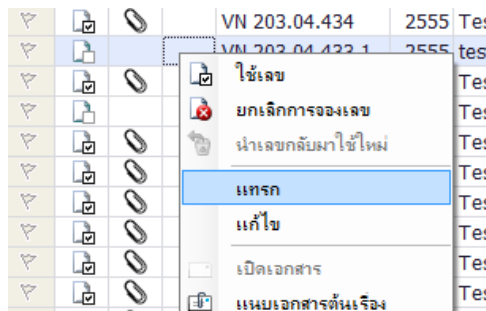 VN 203.04.434 2555 Tes
VN 203.04.433.1 2555 tes
ใช้เลข
ยกเลิกการจองเลข
นำเลขกลับมาใช้ใหม่
แทรก
แก้ไข
เปิดเอกสาร
แนบเอกสารต้นเรื่อง
Tes
Tes
Tes
Tes
Tes
Tes
Tes
Tes